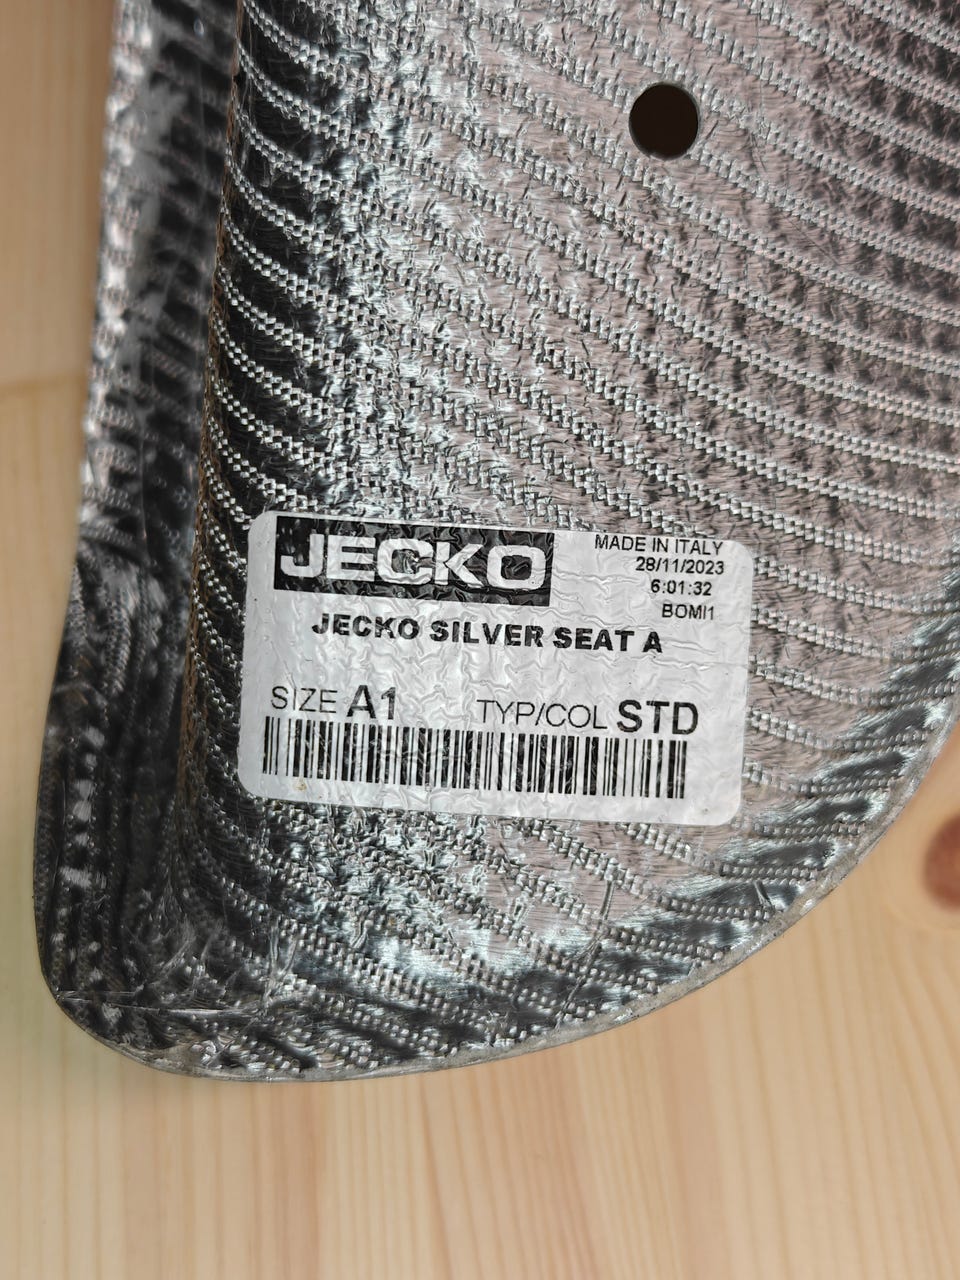 JECKO
MADE IN ITALY
28/11/2023
6:01:32
BOMI1
JECKO SILVER SEAT A
SIZE A1 TYP/COL STD